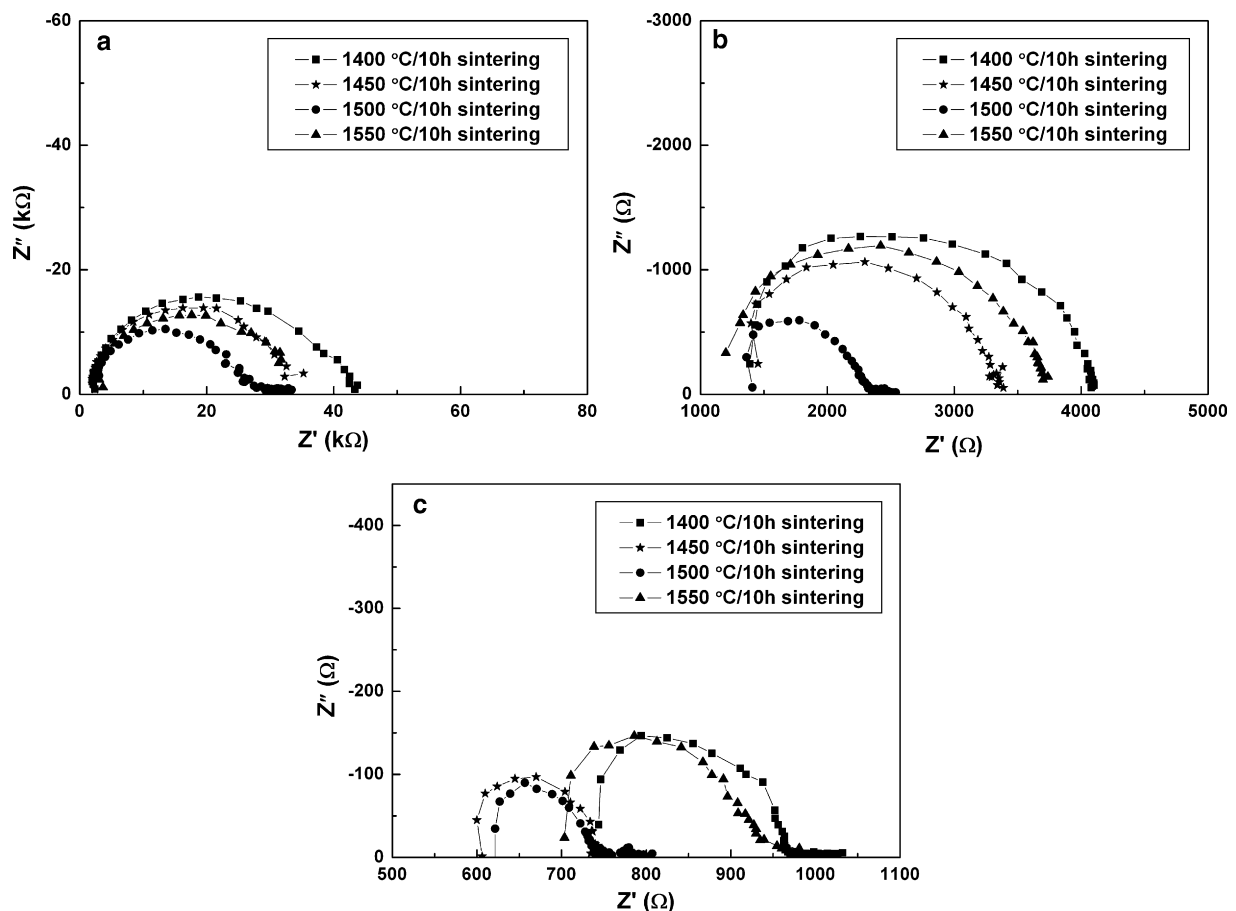 a
1400 °C/10h sintering
1450 °C/10h sintering
1500 °C/10h sintering
1550 °C/10h sintering
-60
-40
-20
0
Z″ (kΩ)
0 20 40 60 80
Z' (kΩ)
b
1400 °C/10h sintering
1450 °C/10h sintering
1500 °C/10h sintering
1550 °C/10h sintering
-3000
-2000
-1000
0
Z″ (Ω)
1000 2000 3000 4000 5000
Z' (Ω)
c
1400 °C/10h sintering
1450 °C/10h sintering
1500 °C/10h sintering
1550 °C/10h sintering
-400
-300
-200
-100
0
Z″ (Ω)
500 600 700 800 900 1000 1100
Z' (Ω)